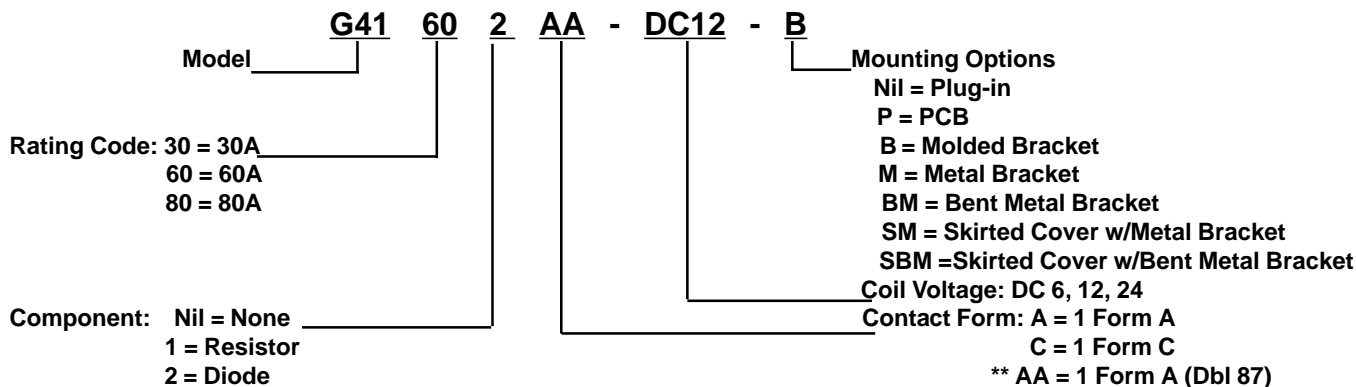 G41 60 2 AA - DC12 - B
Model
Mounting Options
Nil = Plug-in
P = PCB
Rating Code: 30 = 30A
B = Molded Bracket
60 = 60A
M = Metal Bracket
80 = 80A
BM = Bent Metal Bracket
SM = Skirted Cover w/Metal Bracket
SBM =Skirted Cover w/Bent Metal Bracket
Coil Voltage: DC 6, 12, 24
Component: Nil = None
Contact Form: A = 1 Form A
1 = Resistor
C = 1 Form C
2 = Diode
** AA = 1 Form A (Dbl 87)